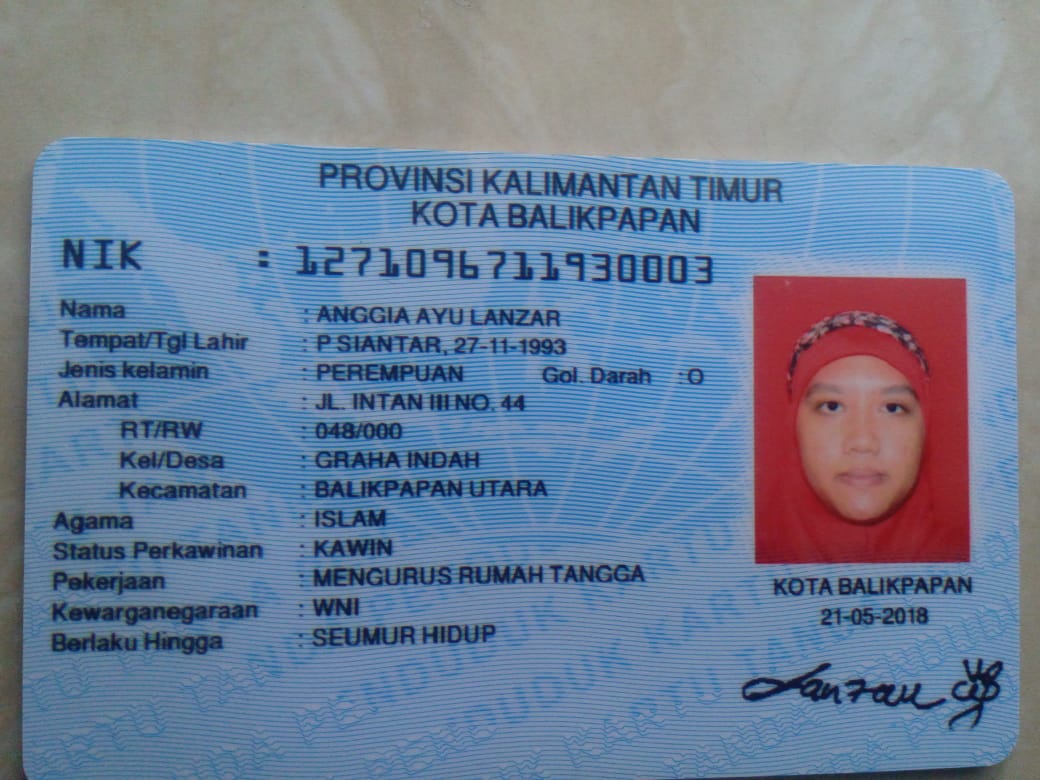 PROVINSI KALIMANTAN TIMUR
KOTA BALIKPAPAN
NIK : 1271096711930003
Nama : ANGGIA AYU LANZAR
Tempat/Tgl Lahir : P SIANTAR, 27-11-1993
Jenis kelamin : PEREMPUAN Gol. Darah : O
Alamat : JL. INTAN III NO. 44
RT/RW : 048/000
Kel/Desa : GRAHA INDAH
Kecamatan : BALIKPAPAN UTARA
Agama : ISLAM
Status Perkawinan : KAWIN
Pekerjaan : MENGURUS RUMAH TANGGA
Kewarganegaraan : WNI
Berlaku Hingga : SEUMUR HIDUP
KOTA BALIKPAPAN
21-05-2018